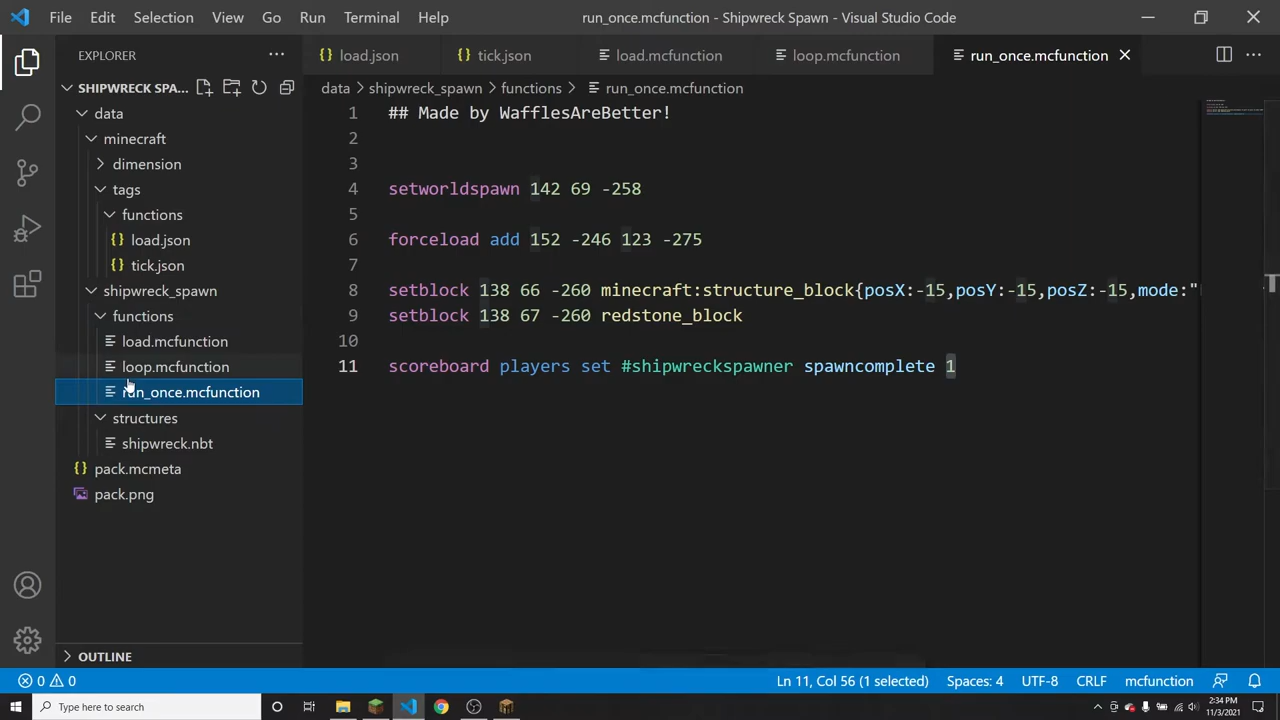 File Edit Selection View Go Run Terminal Help
run_once.mcfunction - Shipwreck Spawn - Visual Studio Code
EXPLORER
SHIPWRECK SPA...
data
minecraft
dimension
tags
functions
load.json
tick.json
shipwreck_spawn
functions
load.mcfunction
loop.mcfunction
run_once.mcfunction
structures
shipwreck.nbt
pack.mcmeta
pack.png
OUTLINE
load.json tick.json load.mcfunction loop.mcfunction run_once.mcfunction
data > shipwreck_spawn > functions > run_once.mcfunction
1 ## Made by WafflesAreBetter!
2
3
4 setworldspawn 142 69 -258
5
6 forceload add 152 -246 123 -275
7
8 setblock 138 66 -260 minecraft:structure_block{posX:-15,posY:-15,posZ:-15,mode:"
9 setblock 138 67 -260 redstone_block
10
11 scoreboard players set #shipwreckspawner spawncomplete 1
0 0 Ln 11, Col 56 (1 selected) Spaces: 4 UTF-8 CRLF mcfunction
Type here to search
2:34 PM
11/3/2021